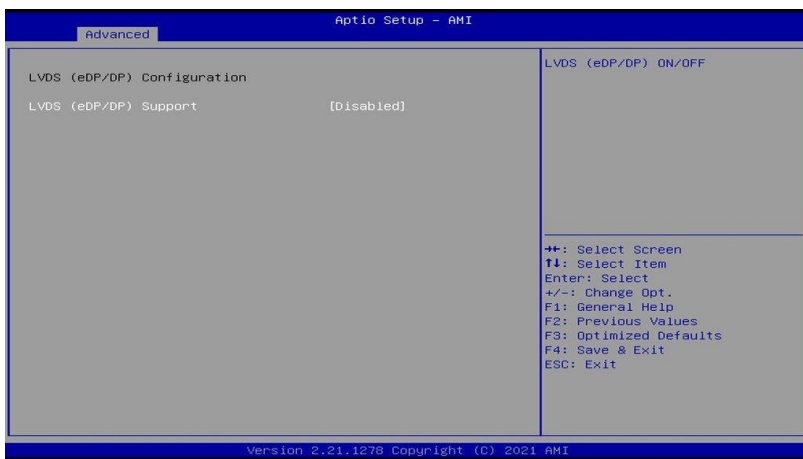 Aptio Setup – AMI
Advanced
LVDS (eDP/DP) Configuration
LVDS (eDP/DP) Support [Disabled]
LVDS (eDP/DP) ON/OFF
→←: Select Screen
↑↓: Select Item
Enter: Select
+/-: Change Opt.
F1: General Help
F2: Previous Values
F3: Optimized Defaults
F4: Save & Exit
ESC: Exit
Version 2.21.1278 Copyright (C) 2021 AMI